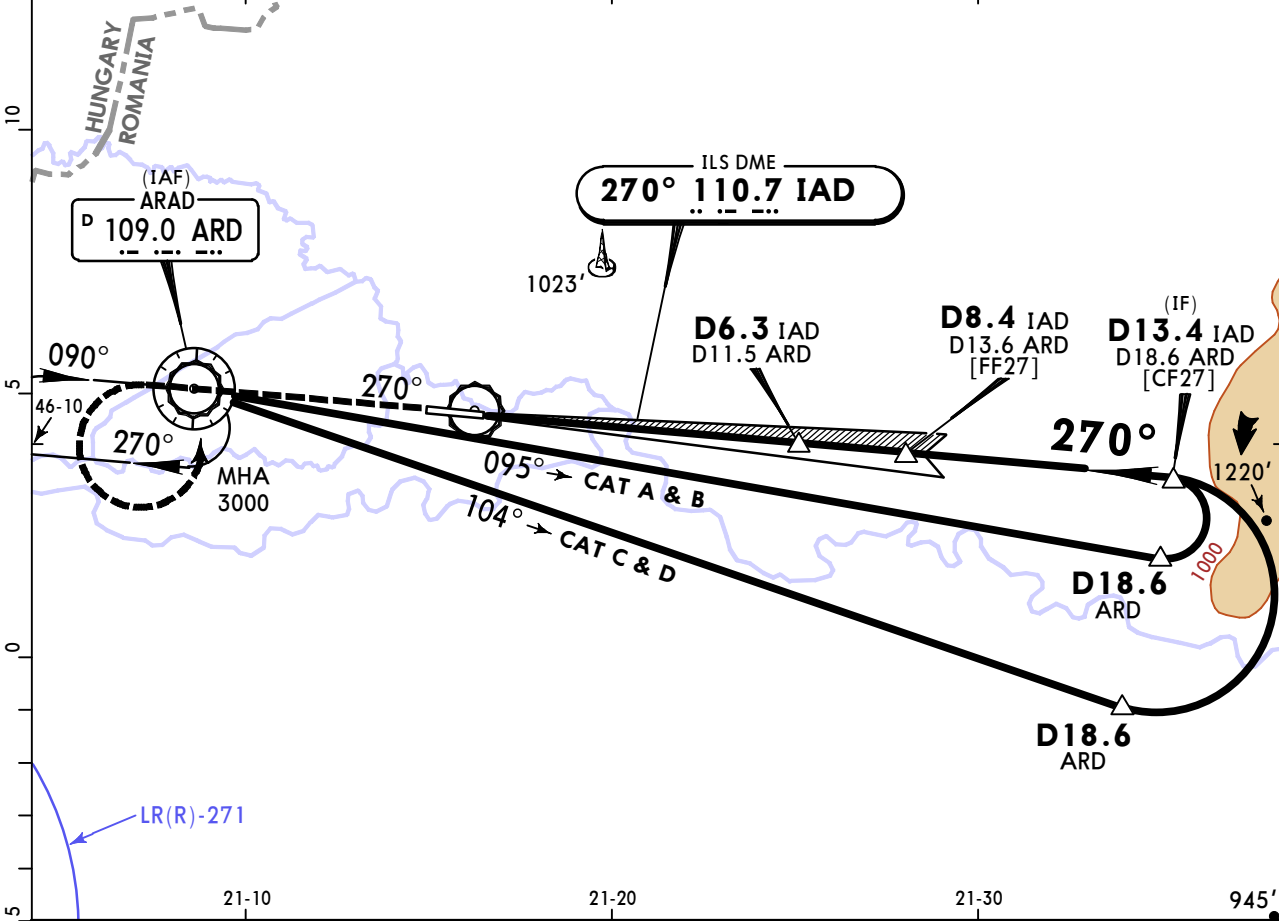 HUNGARY
ROMANIA
10
(IAF)
ARAD
D 109.0 ARD
ILS DME
270° 110.7 IAD
1023'
D6.3 IAD
D11.5 ARD
D8.4 IAD
D13.6 ARD
[FF27]
(IF)
D13.4 IAD
D18.6 ARD
[CF27]
090°
5
270°
46-10
270°
MHA
3000
270°
1220'
095° → CAT A & B
104° → CAT C & D
1000
D18.6
ARD
0
D18.6
ARD
LR(R)-271
5
21-10
21-20
21-30
945'